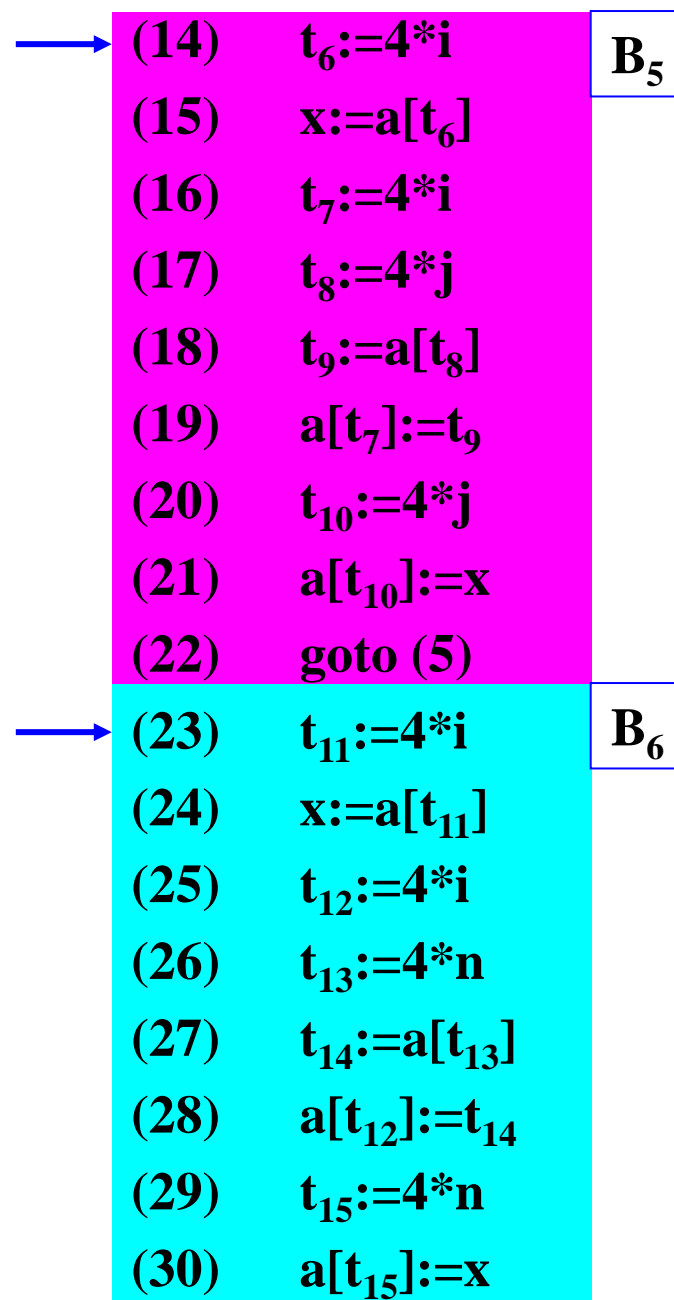 (14) t₆:=4*i B₅
(15) x:=a[t₆]
(16) t₇:=4*i
(17) t₈:=4*j
(18) t₉:=a[t₈]
(19) a[t₇]:=t₉
(20) t₁₀:=4*j
(21) a[t₁₀]:=x
(22) goto (5)
(23) t₁₁:=4*i B₆
(24) x:=a[t₁₁]
(25) t₁₂:=4*i
(26) t₁₃:=4*n
(27) t₁₄:=a[t₁₃]
(28) a[t₁₂]:=t₁₄
(29) t₁₅:=4*n
(30) a[t₁₅]:=x